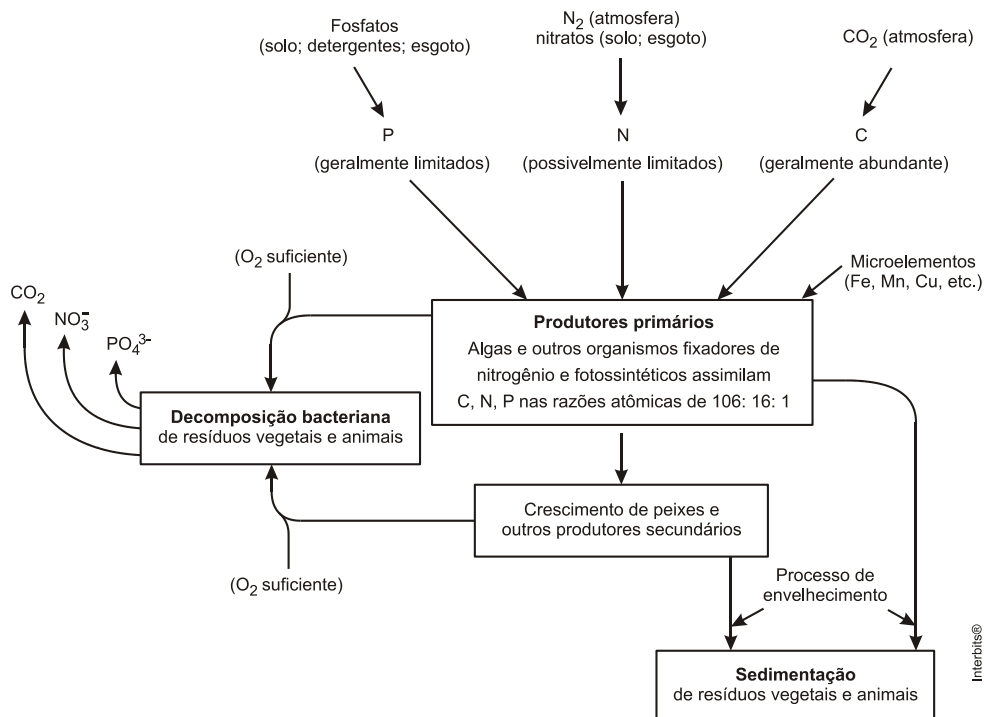 Fosfatos
(solo; detergentes; esgoto)
N₂ (atmosfera)
nitratos (solo; esgoto)
CO₂ (atmosfera)
P
(geralmente limitados)
N
(possivelmente limitados)
C
(geralmente abundante)
Microelementos
(Fe, Mn, Cu, etc.)
(O₂ suficiente)
CO₂
NO₃⁻
PO₄³⁻
Produtores primários
Algas e outros organismos fixadores de
nitrogênio e fotossintéticos assimilam
C, N, P nas razões atômicas de 106: 16: 1
Decomposição bacteriana
de resíduos vegetais e animais
Crescimento de peixes e
outros produtores secundários
(O₂ suficiente)
Processo de
envelhecimento
Sedimentação
de resíduos vegetais e animais
Interbits®